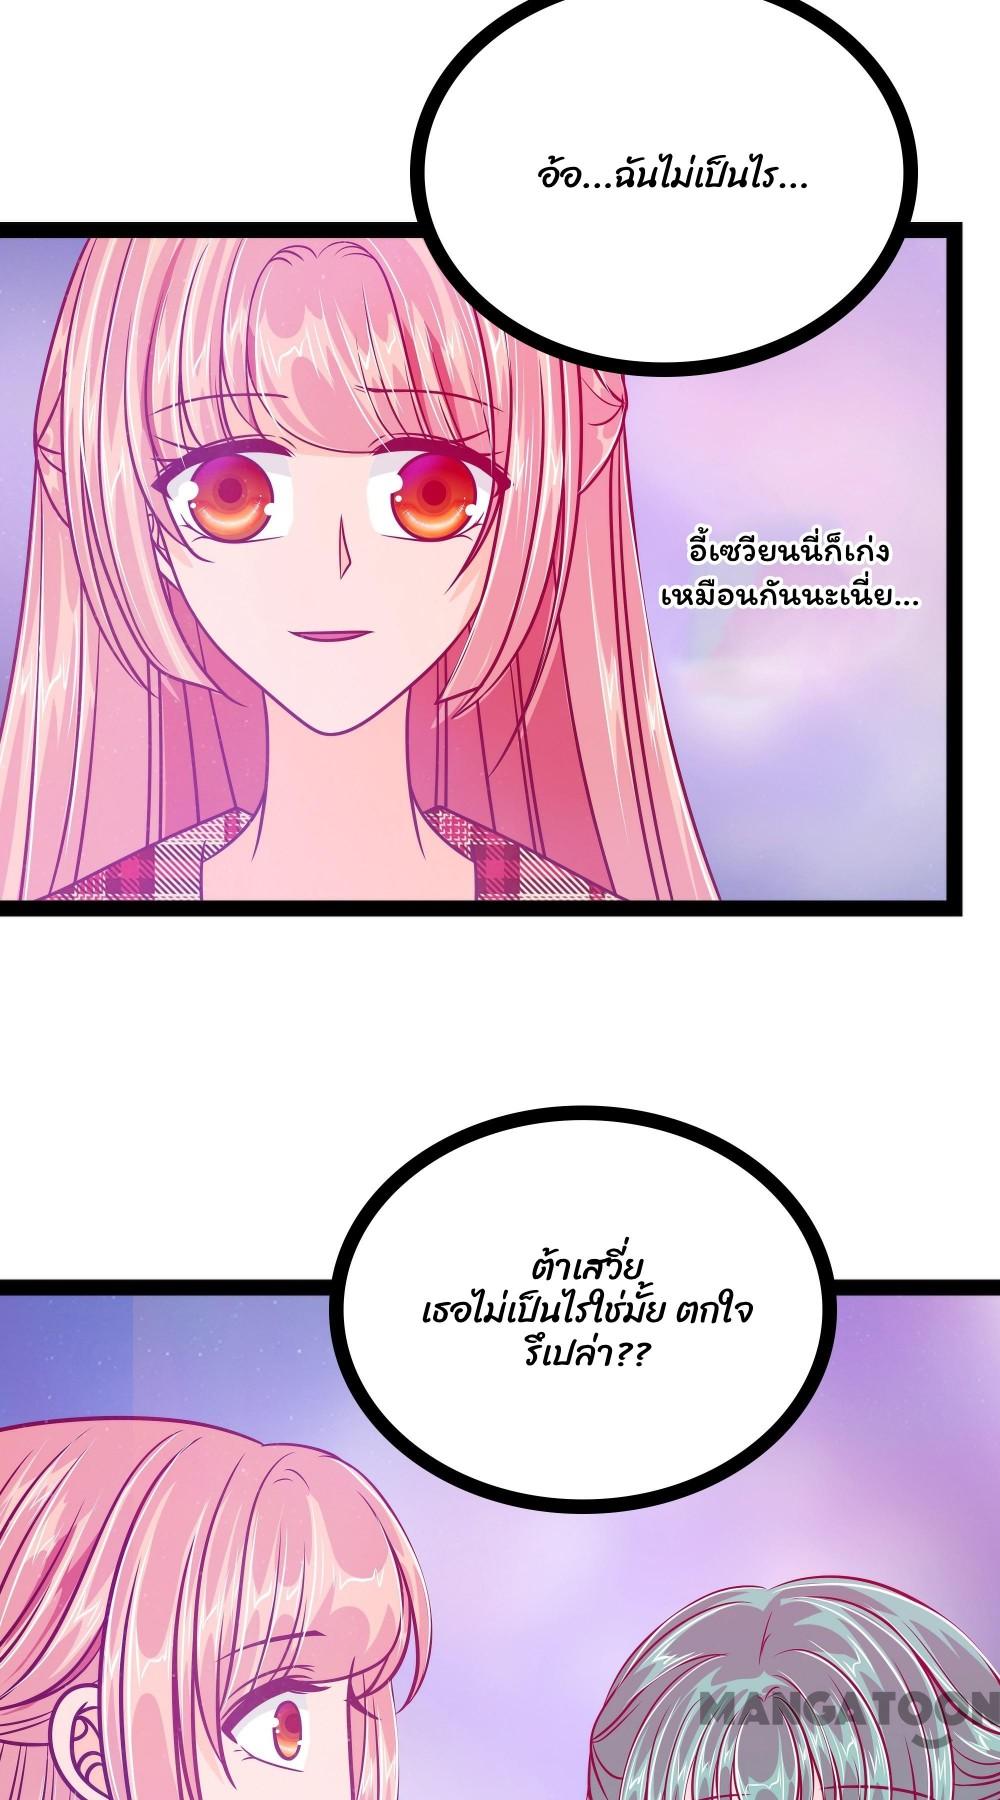 อ้อ...ฉันไม่เป็นไร...
อี้เซวียนนี่ก็เก่ง
เหมือนกันนะเนี่ย...
ต้าเสวี่ย
เธอไม่เป็นไรใช่มั้ย ตกใจ
รึเปล่า??
MANGATOON